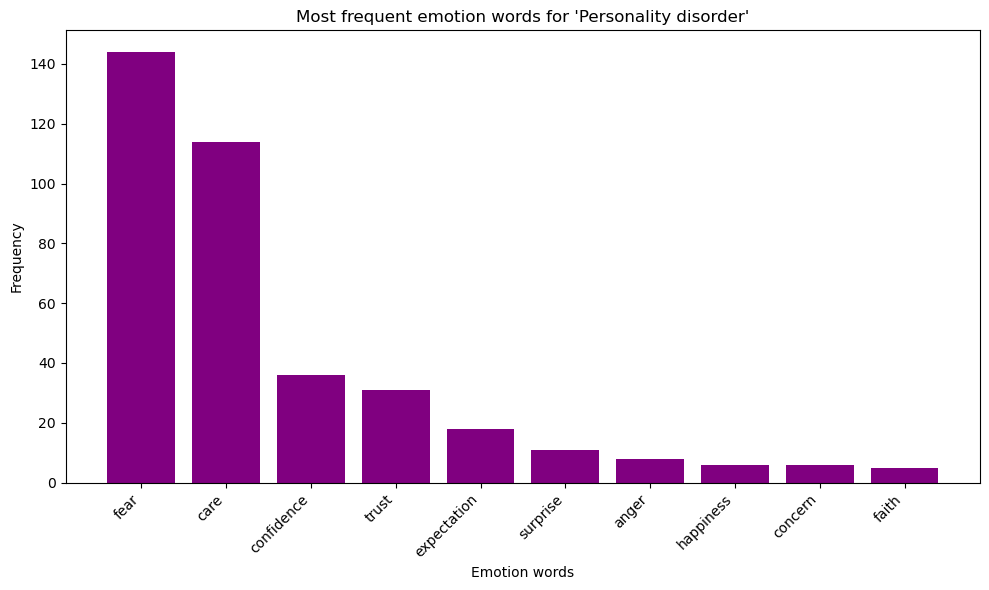 Most frequent emotion words for 'Personality disorder'
Frequency
140
120
100
80
60
40
20
0
fear
care
confidence
trust
expectation
surprise
anger
happiness
concern
faith
Emotion words